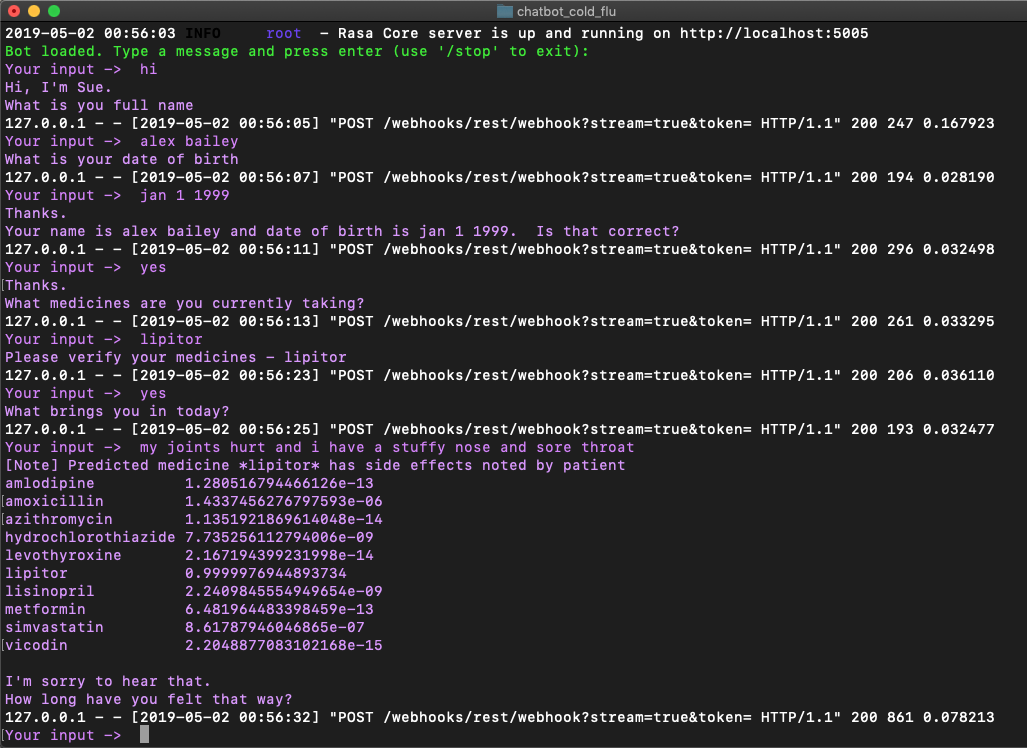 chatbot_cold_flu
2019-05-02 00:56:03 INFO     root  - Rasa Core server is up and running on http://localhost:5005
Bot loaded. Type a message and press enter (use '/stop' to exit):
Your input ->  hi
Hi, I'm Sue.
What is you full name
127.0.0.1 - - [2019-05-02 00:56:05] "POST /webhooks/rest/webhook?stream=true&token= HTTP/1.1" 200 247 0.167923
Your input ->  alex bailey
What is your date of birth
127.0.0.1 - - [2019-05-02 00:56:07] "POST /webhooks/rest/webhook?stream=true&token= HTTP/1.1" 200 194 0.028190
Your input ->  jan 1 1999
Thanks.
Your name is alex bailey and date of birth is jan 1 1999.  Is that correct?
127.0.0.1 - - [2019-05-02 00:56:11] "POST /webhooks/rest/webhook?stream=true&token= HTTP/1.1" 200 296 0.032498
Your input ->  yes
[Thanks.
What medicines are you currently taking?
127.0.0.1 - - [2019-05-02 00:56:13] "POST /webhooks/rest/webhook?stream=true&token= HTTP/1.1" 200 261 0.033295
Your input ->  lipitor
Please verify your medicines - lipitor
127.0.0.1 - - [2019-05-02 00:56:23] "POST /webhooks/rest/webhook?stream=true&token= HTTP/1.1" 200 206 0.036110
Your input ->  yes
What brings you in today?
127.0.0.1 - - [2019-05-02 00:56:25] "POST /webhooks/rest/webhook?stream=true&token= HTTP/1.1" 200 193 0.032477
Your input ->  my joints hurt and i have a stuffy nose and sore throat
[Note] Predicted medicine *lipitor* has side effects noted by patient
amlodipine          1.280516794466126e-13
[amoxicillin         1.4337456276797593e-06
[azithromycin        1.1351921869614048e-14
hydrochlorothiazide 7.735256112794006e-09
levothyroxine       2.167194399231998e-14
lipitor             0.9999976944893734
lisinopril          2.2409845554949654e-09
metformin           6.481964483398459e-13
simvastatin         8.61787946046865e-07
[vicodin             2.2048877083102168e-15
I'm sorry to hear that.
How long have you felt that way?
127.0.0.1 - - [2019-05-02 00:56:32] "POST /webhooks/rest/webhook?stream=true&token= HTTP/1.1" 200 861 0.078213
[Your input ->